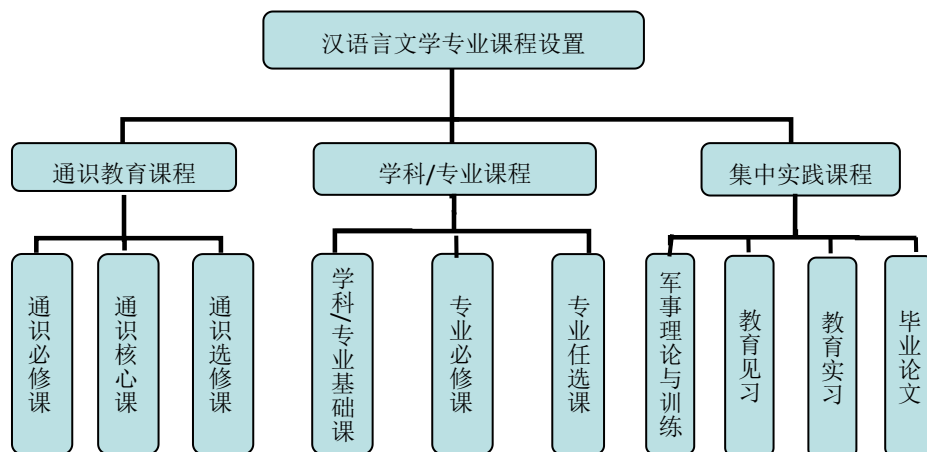 汉语言文学专业课程设置
通识教育课程
学科/专业课程
集中实践课程
通识必修课
通识核心课
通识选修课
学科/专业基础课
专业必修课
专业任选课
军事理论与训练
教育见习
教育实习
毕业论文